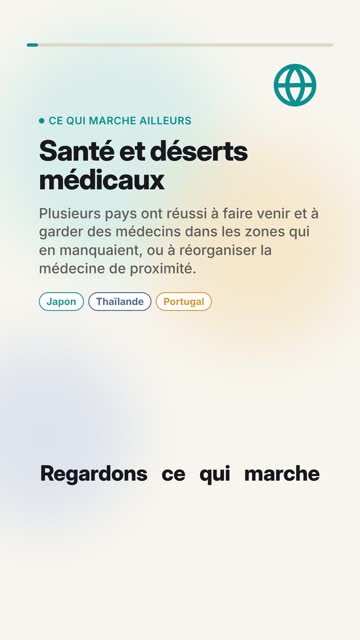 CE QUI MARCHE AILLEURS
Santé et déserts
médicaux
Plusieurs pays ont réussi à faire venir et à
garder des médecins dans les zones qui
en manquaient, ou à réorganiser la
médecine de proximité.
Japon Thaïlande Portugal
Regardons ce qui marche